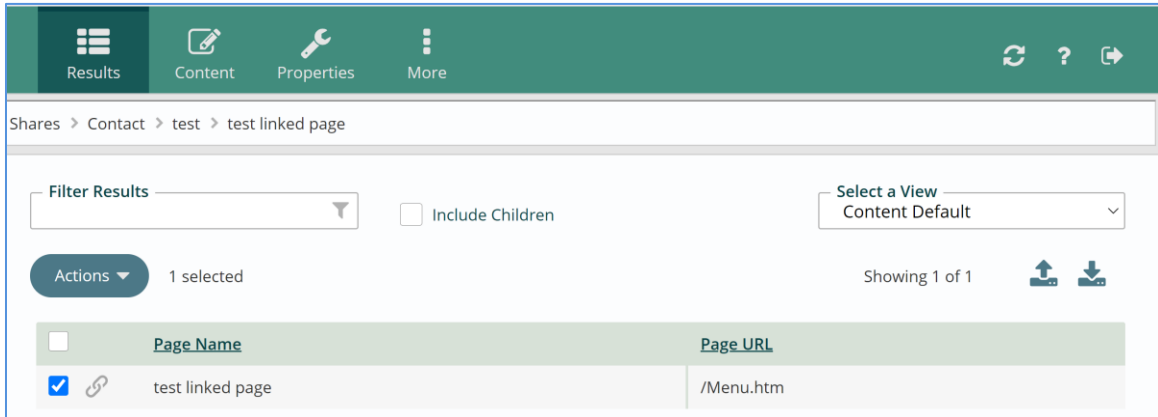 Results Content Properties More ?
Shares > Contact > test > test linked page
Filter Results Select a View
Include Children Content Default
Actions 1 selected Showing 1 of 1
Page Name Page URL
test linked page /Menu.htm